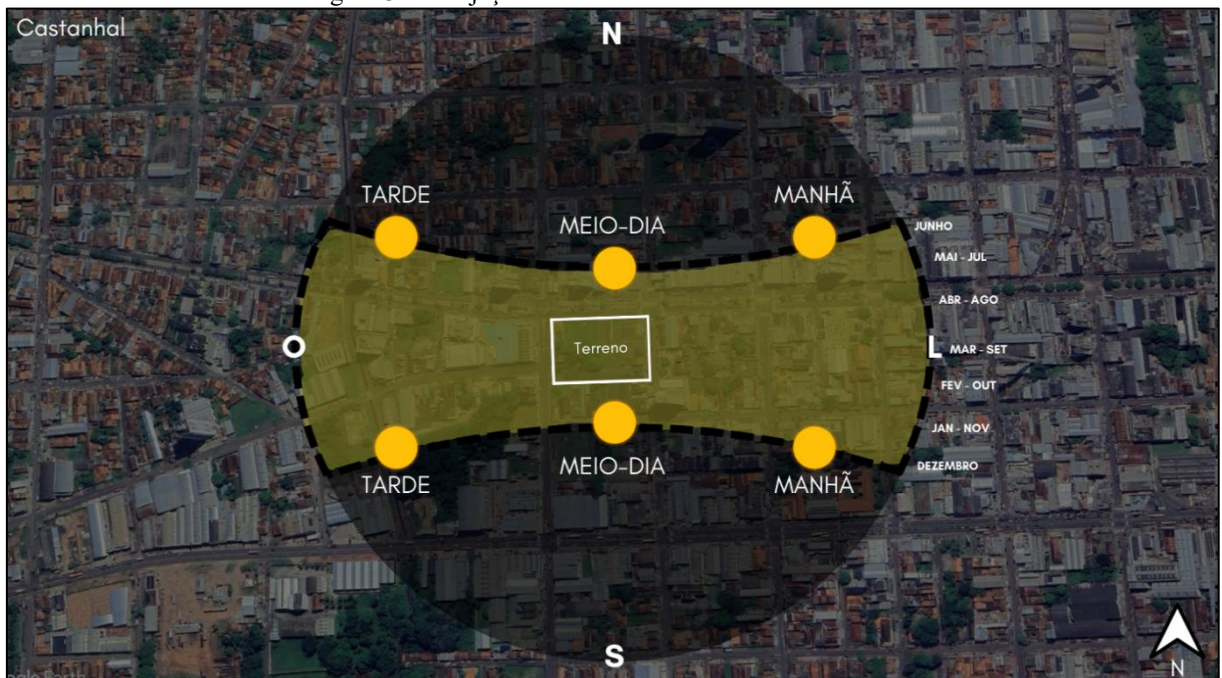 Castanhal
N
TARDE
MEIO-DIA
MANHÃ
JUNHO
MAI - JUL
ABR - AGO
O
Terreno
L
MAR - SET
FEV - OUT
JAN - NOV
DEZEMBRO
TARDE
MEIO-DIA
MANHÃ
S
N